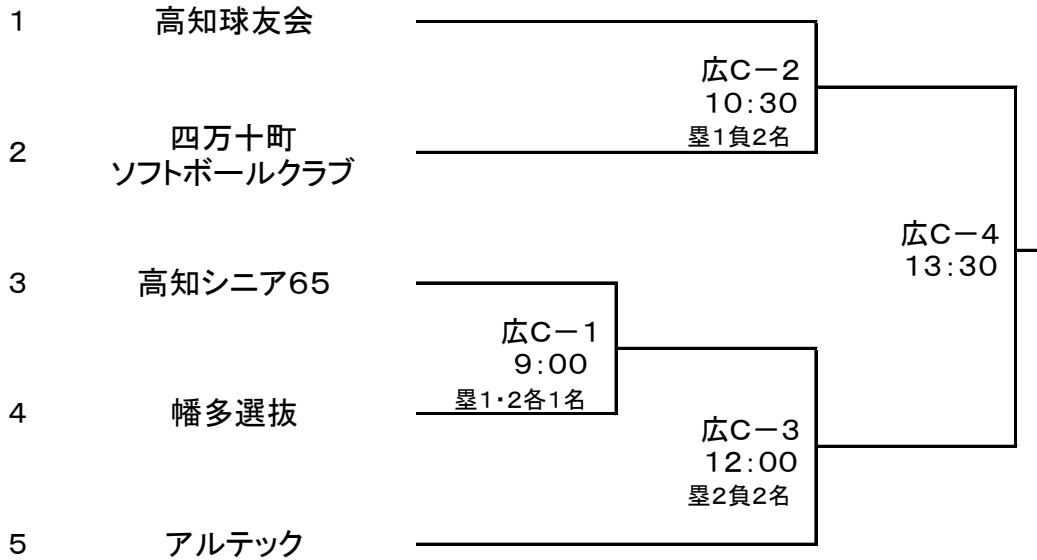 1 高知球友会
広C－2
10:30
塁1負2名
2 四万十町
ソフトボールクラブ
広C－4
13:30
3 高知シニア65
広C－1
9:00
塁1・2各1名
4 幡多選抜
広C－3
12:00
塁2負2名
5 アルテック